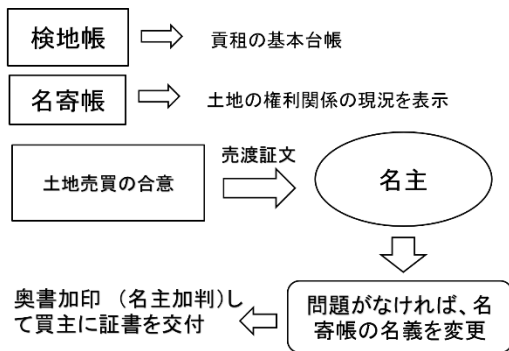 検地帳
貢租の基本台帳
名寄帳
土地の権利関係の現況を表示
売渡証文
土地売買の合意
名主
奥書加印 （名主加判）し
て買主に証書を交付
問題がなければ、名
寄帳の名義を変更